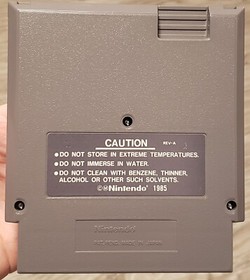 CAUTION REV-A
●DO NOT STORE IN EXTREME TEMPERATURES.
●DO NOT IMMERSE IN WATER.
●DO NOT CLEAN WITH BENZENE, THINNER,
ALCOHOL OR OTHER SUCH SOLVENTS.
©®Nintendo® 1985
Nintendo